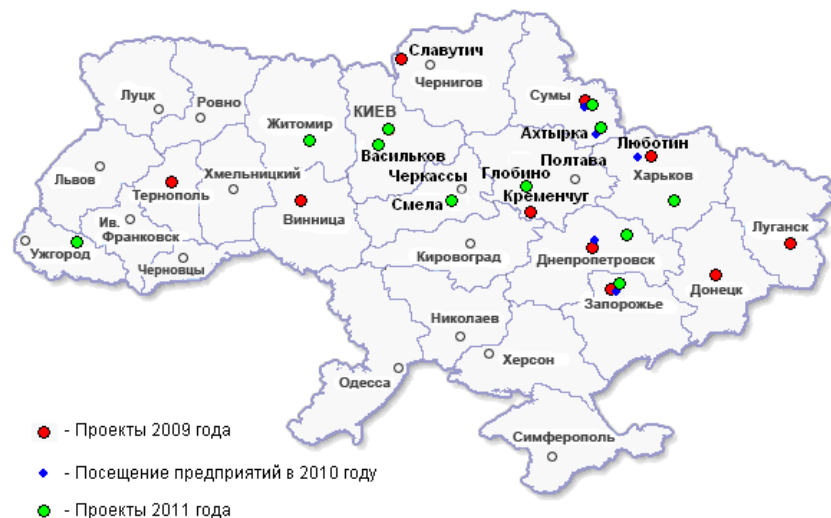 Славутич
Чернигов
Луцк
Ровно
Сумы
КИЕВ
Житомир
Ахтырка
Люботин
Васильков
Полтава
Львов
Хмельницкий
Черкассы
Глобино
Харьков
Тернополь
Кременчуг
Смела
Винница
Ив.
Франковск
Луганск
Ужгород
Кировоград
Днепропетровск
Черновцы
Донецк
Запорожье
Николаев
Херсон
Одесса
- Проекты 2009 года
Симферополь
- Посещение предприятий в 2010 году
- Проекты 2011 года